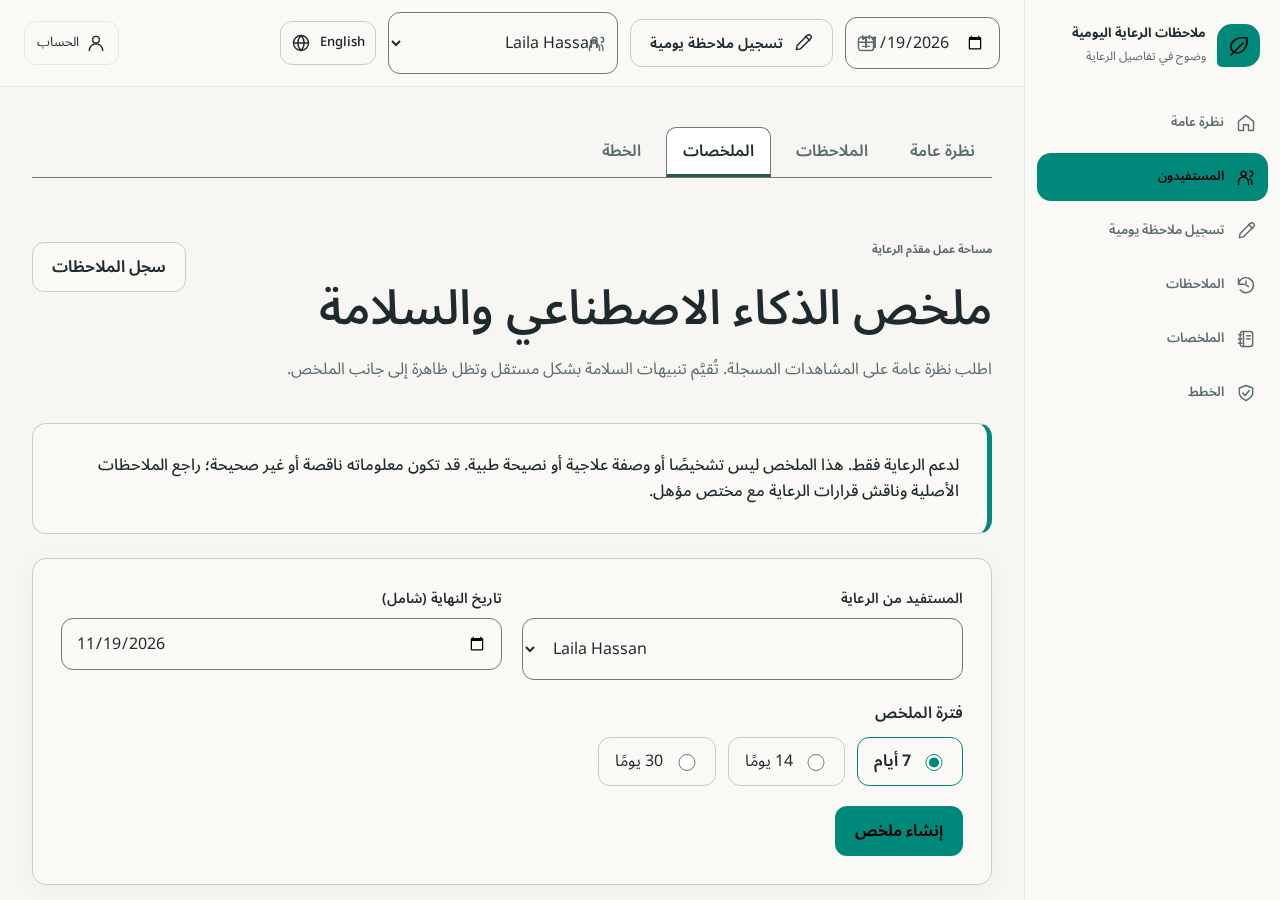 ملاحظات الرعاية اليومية
وضوح في تفاصيل الرعاية
نظرة عامة
المستفيدون
تسجيل ملاحظة يومية
الملاحظات
الملخصات
الخطط
11/19/2026
تسجيل ملاحظة يومية
Laila Hassan
English
الحساب
نظرة عامة
الملاحظات
الملخصات
الخطة
مساحة عمل مقدّم الرعاية
ملخص الذكاء الاصطناعي والسلامة
اطلب نظرة عامة على المشاهدات المسجلة. تُقيَّم تنبيهات السلامة بشكل مستقل وتظل ظاهرة إلى جانب الملخص.
سجل الملاحظات
لدعم الرعاية فقط. هذا الملخص ليس تشخيصًا أو وصفة علاجية أو نصيحة طبية. قد تكون معلوماته ناقصة أو غير صحيحة؛ راجع الملاحظات
الأصلية وناقش قرارات الرعاية مع مختص مؤهل.
المستفيد من الرعاية
Laila Hassan
تاريخ النهاية (شامل)
11/19/2026
فترة الملخص
7 أيام
14 يومًا
30 يومًا
إنشاء ملخص